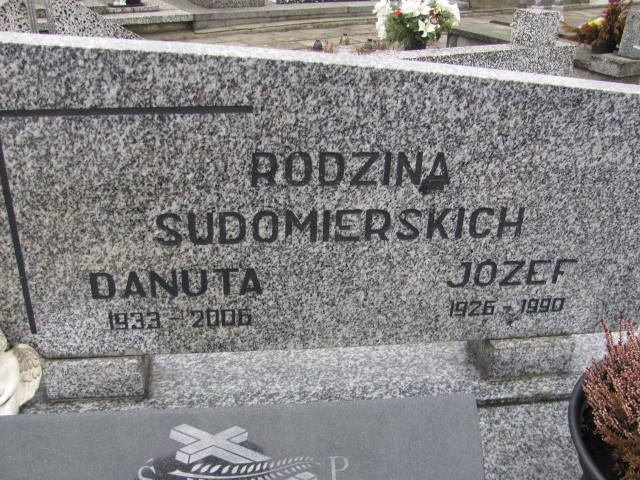 RODZINA
SUDOMIERSKICH
DANUTA JÓZEF
1933 - 2006 1926 - 1990
Ś P